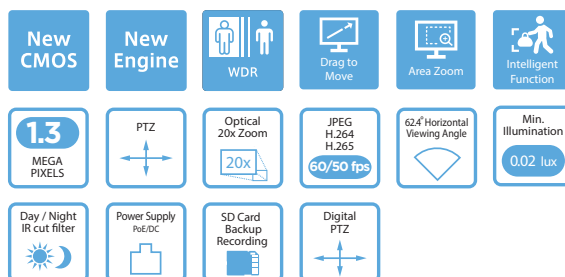 New
CMOS
New
Engine
WDR
Drag to
Move
Area Zoom
Intelligent
Function
1.3
MEGA
PIXELS
PTZ
Optical
20x Zoom
20x
JPEG
H.264
H.265
60/50 fps
62.4° Horizontal
Viewing Angle
Min.
Illumination
0.02 lux
Day / Night
IR cut filter
Power Supply
PoE/DC
SD Card
Backup
Recording
Digital
PTZ